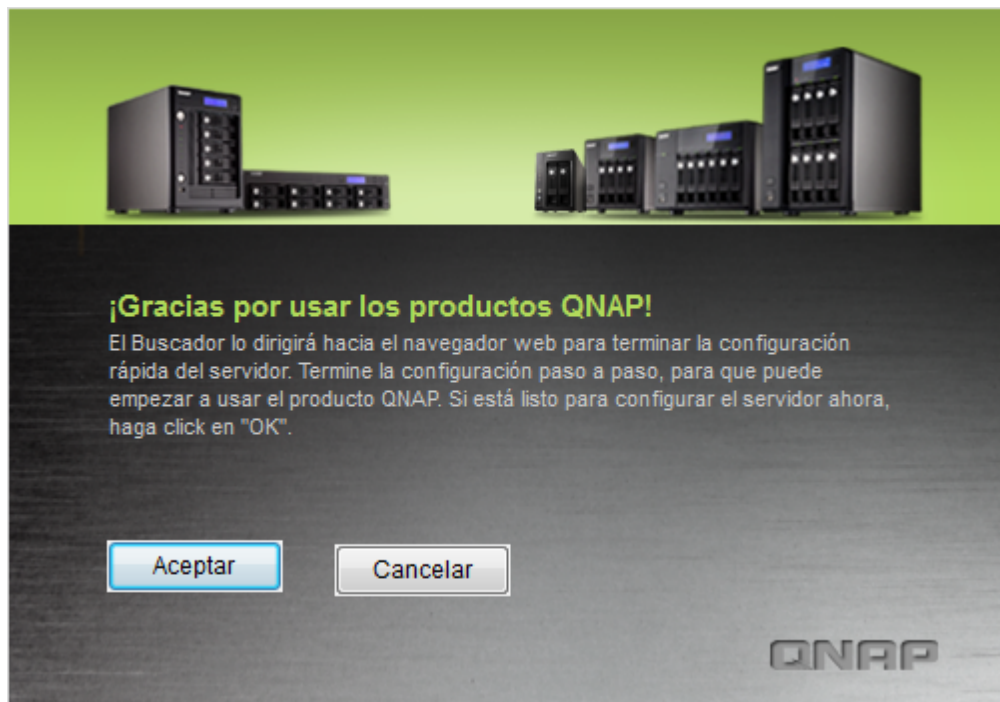 ¡Gracias por usar los productos QNAP!
El Buscador lo dirigirá hacia el navegador web para terminar la configuración
rápida del servidor. Termine la configuración paso a paso, para que puede
empezar a usar el producto QNAP. Si está listo para configurar el servidor ahora,
haga click en "OK".
Aceptar
Cancelar
QNAP